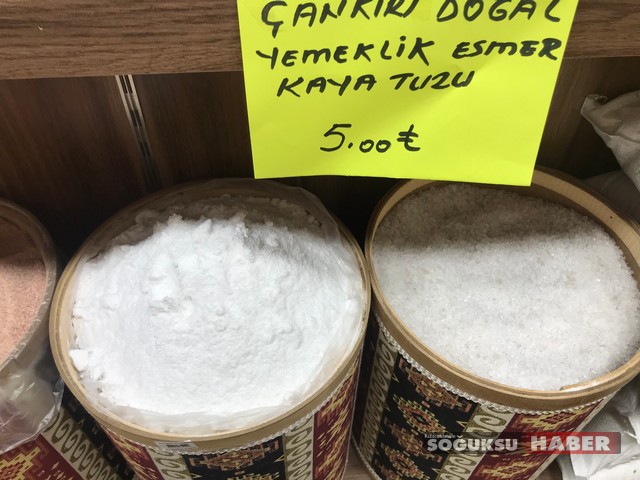 ÇANKIRI DOĞAL
YEMEKLİK ESMER
KAYA TUZU
5.00₺
SOĞUKSU HABER